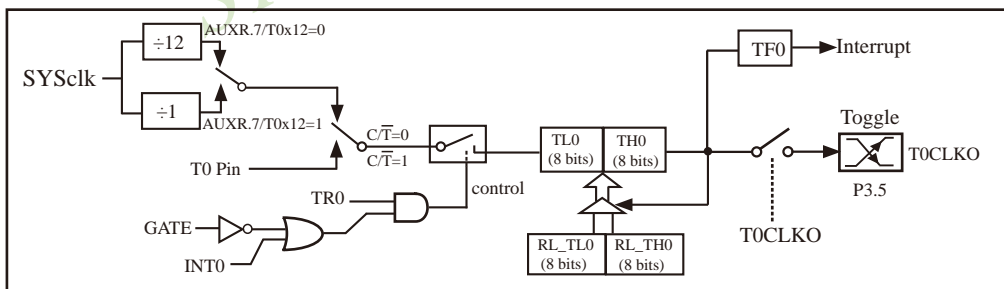 ÷12
AUXR.7/T0x12=0
SYSclk
÷1
AUXR.7/T0x12=1
T0 Pin
C/T̅=0
C/T̅=1
control
TR0
GATE
INT0
TL0
(8 bits)
TH0
(8 bits)
RL_TL0
(8 bits)
RL_TH0
(8 bits)
TF0
Interrupt
Toggle
T0CLKO
P3.5
T0CLKO